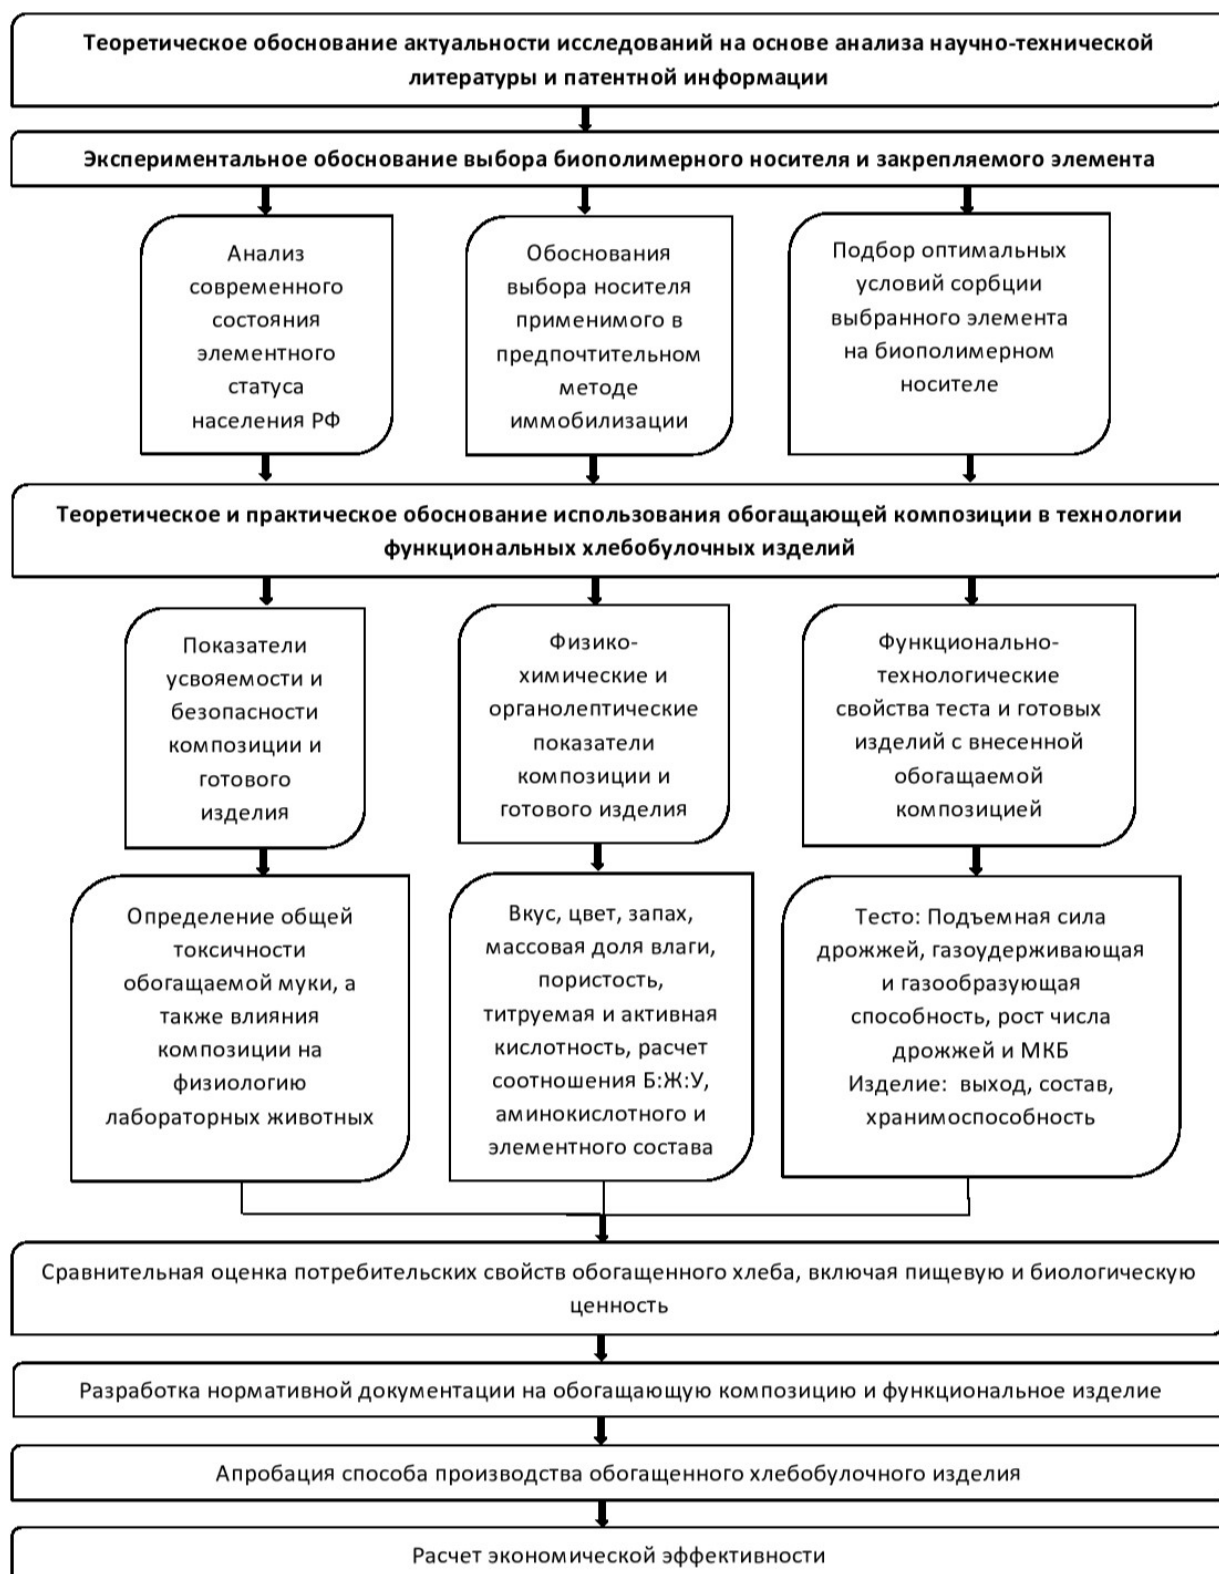 Теоретическое обоснование актуальности исследований на основе анализа научно-технической
литературы и патентной информации
Экспериментальное обоснование выбора биополимерного носителя и закрепляемого элемента
Анализ
современного
состояния
элементного
статуса
населения РФ
Обоснования
выбора носителя
применимого в
предпочтительном
методе
иммобилизации
Подбор оптимальных
условий сорбции
выбранного элемента
на биополимерном
носителе
Теоретическое и практическое обоснование использования обогащающей композиции в технологии
функциональных хлебобулочных изделий
Показатели
усвояемости и
безопасности
композиции и
готового
изделия
Физико-
химические и
органолептические
показатели
композиции и
готового изделия
Функционально-
технологические
свойства теста и готовых
изделий с внесенной
обогащаемой
композицией
Определение общей
токсичности
обогащаемой муки, а
также влияния
композиции на
физиологию
лабораторных животных
Вкус, цвет, запах,
массовая доля влаги,
пористость,
титруемая и активная
кислотность, расчет
соотношения Б:Ж:У,
аминокислотного и
элементного состава
Тесто: Подъемная сила
дрожжей, газоудерживающая
и газообразующая
способность, рост числа
дрожжей и МКБ
Изделие: выход, состав,
хранимоспособность
Сравнительная оценка потребительских свойств обогащенного хлеба, включая пищевую и биологическую
ценность
Разработка нормативной документации на обогащающую композицию и функциональное изделие
Апробация способа производства обогащенного хлебобулочного изделия
Расчет экономической эффективности